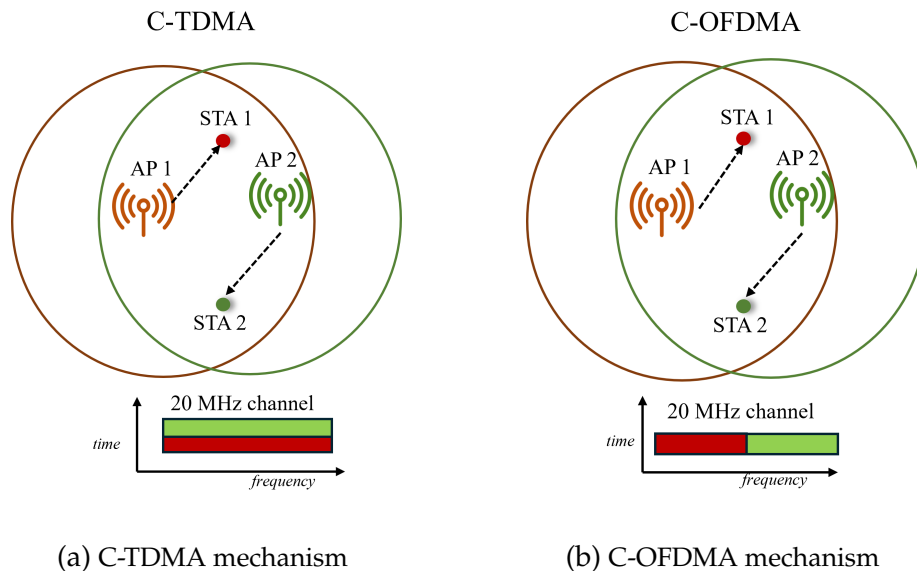 C-TDMA
STA 1
AP 1
AP 2
STA 2
20 MHz channel
time
frequency
(a) C-TDMA mechanism
C-OFDMA
STA 1
AP 1
AP 2
STA 2
20 MHz channel
time
frequency
(b) C-OFDMA mechanism